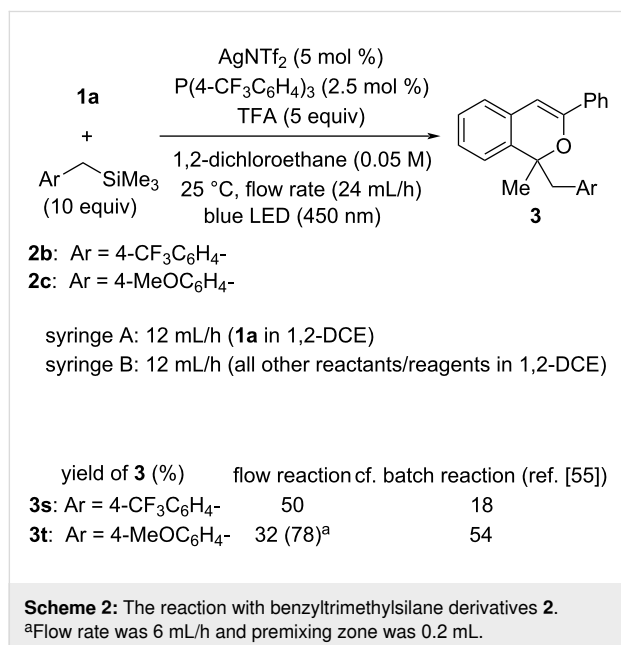 AgNTf2 (5 mol %)
P(4-CF3C6H4)3 (2.5 mol %)
TFA (5 equiv)
1a
+
Ar SiMe3
(10 equiv)
1,2-dichloroethane (0.05 M)
25 °C, flow rate (24 mL/h)
blue LED (450 nm)
Ph
O
Me Ar
3
2b: Ar = 4-CF3C6H4-
2c: Ar = 4-MeOC6H4-
syringe A: 12 mL/h (1a in 1,2-DCE)
syringe B: 12 mL/h (all other reactants/reagents in 1,2-DCE)
yield of 3 (%) flow reaction cf. batch reaction (ref. [55])
3s: Ar = 4-CF3C6H4- 50 18
3t: Ar = 4-MeOC6H4- 32 (78)a 54
Scheme 2: The reaction with benzyltrimethylsilane derivatives 2.
aFlow rate was 6 mL/h and premixing zone was 0.2 mL.